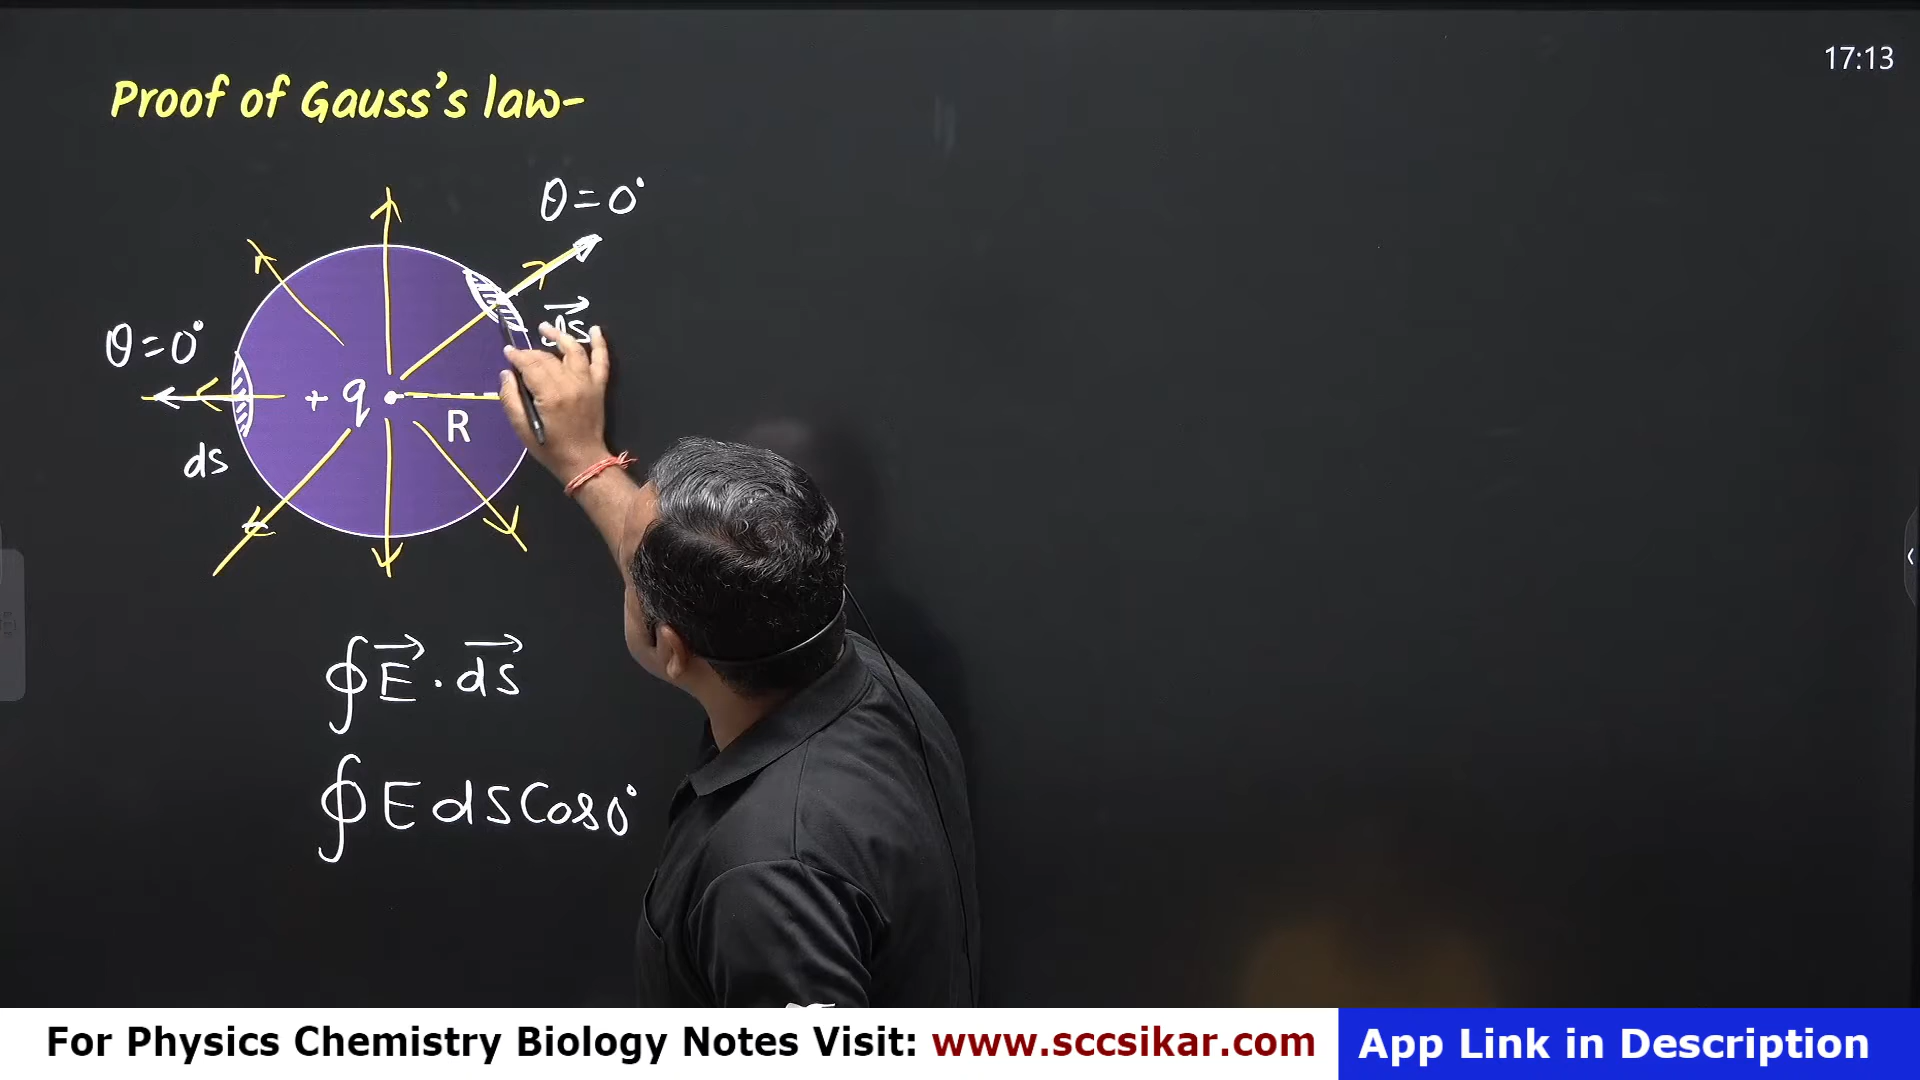 17:13
Proof of Gauss's law-
θ=0°
ds
θ=0°
+q
R
ds
∮E⃗.ds⃗
∮E ds Cos0°
For Physics Chemistry Biology Notes Visit: www.sccsikar.com
App Link in Description